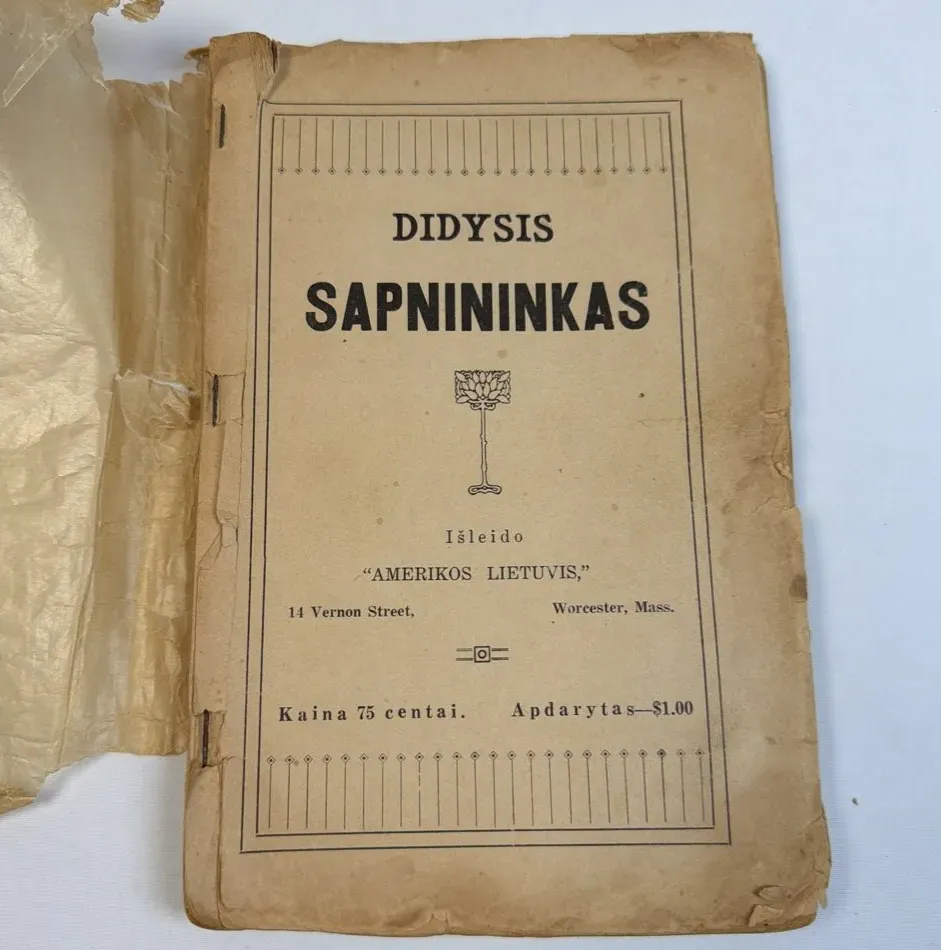 DIDYSIS
SAPNININKAS
Išleido
“AMERIKOS LIETUVIS,”
14 Vernon Street, Worcester, Mass.
Kaina 75 centai. Apdarytas—$1.00